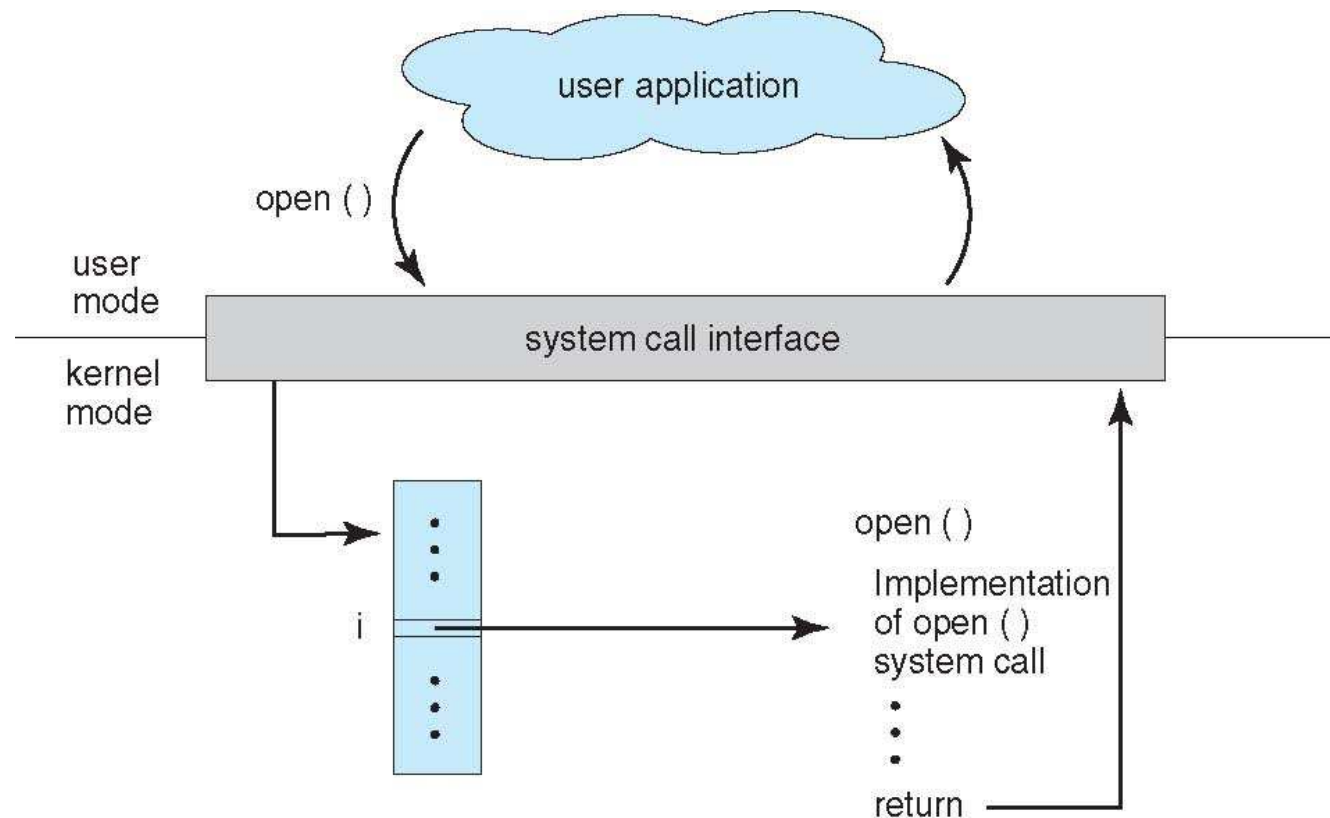 user application
open ( )
user
mode
system call interface
kernel
mode
open ( )
i
Implementation
of open ( )
system call
return